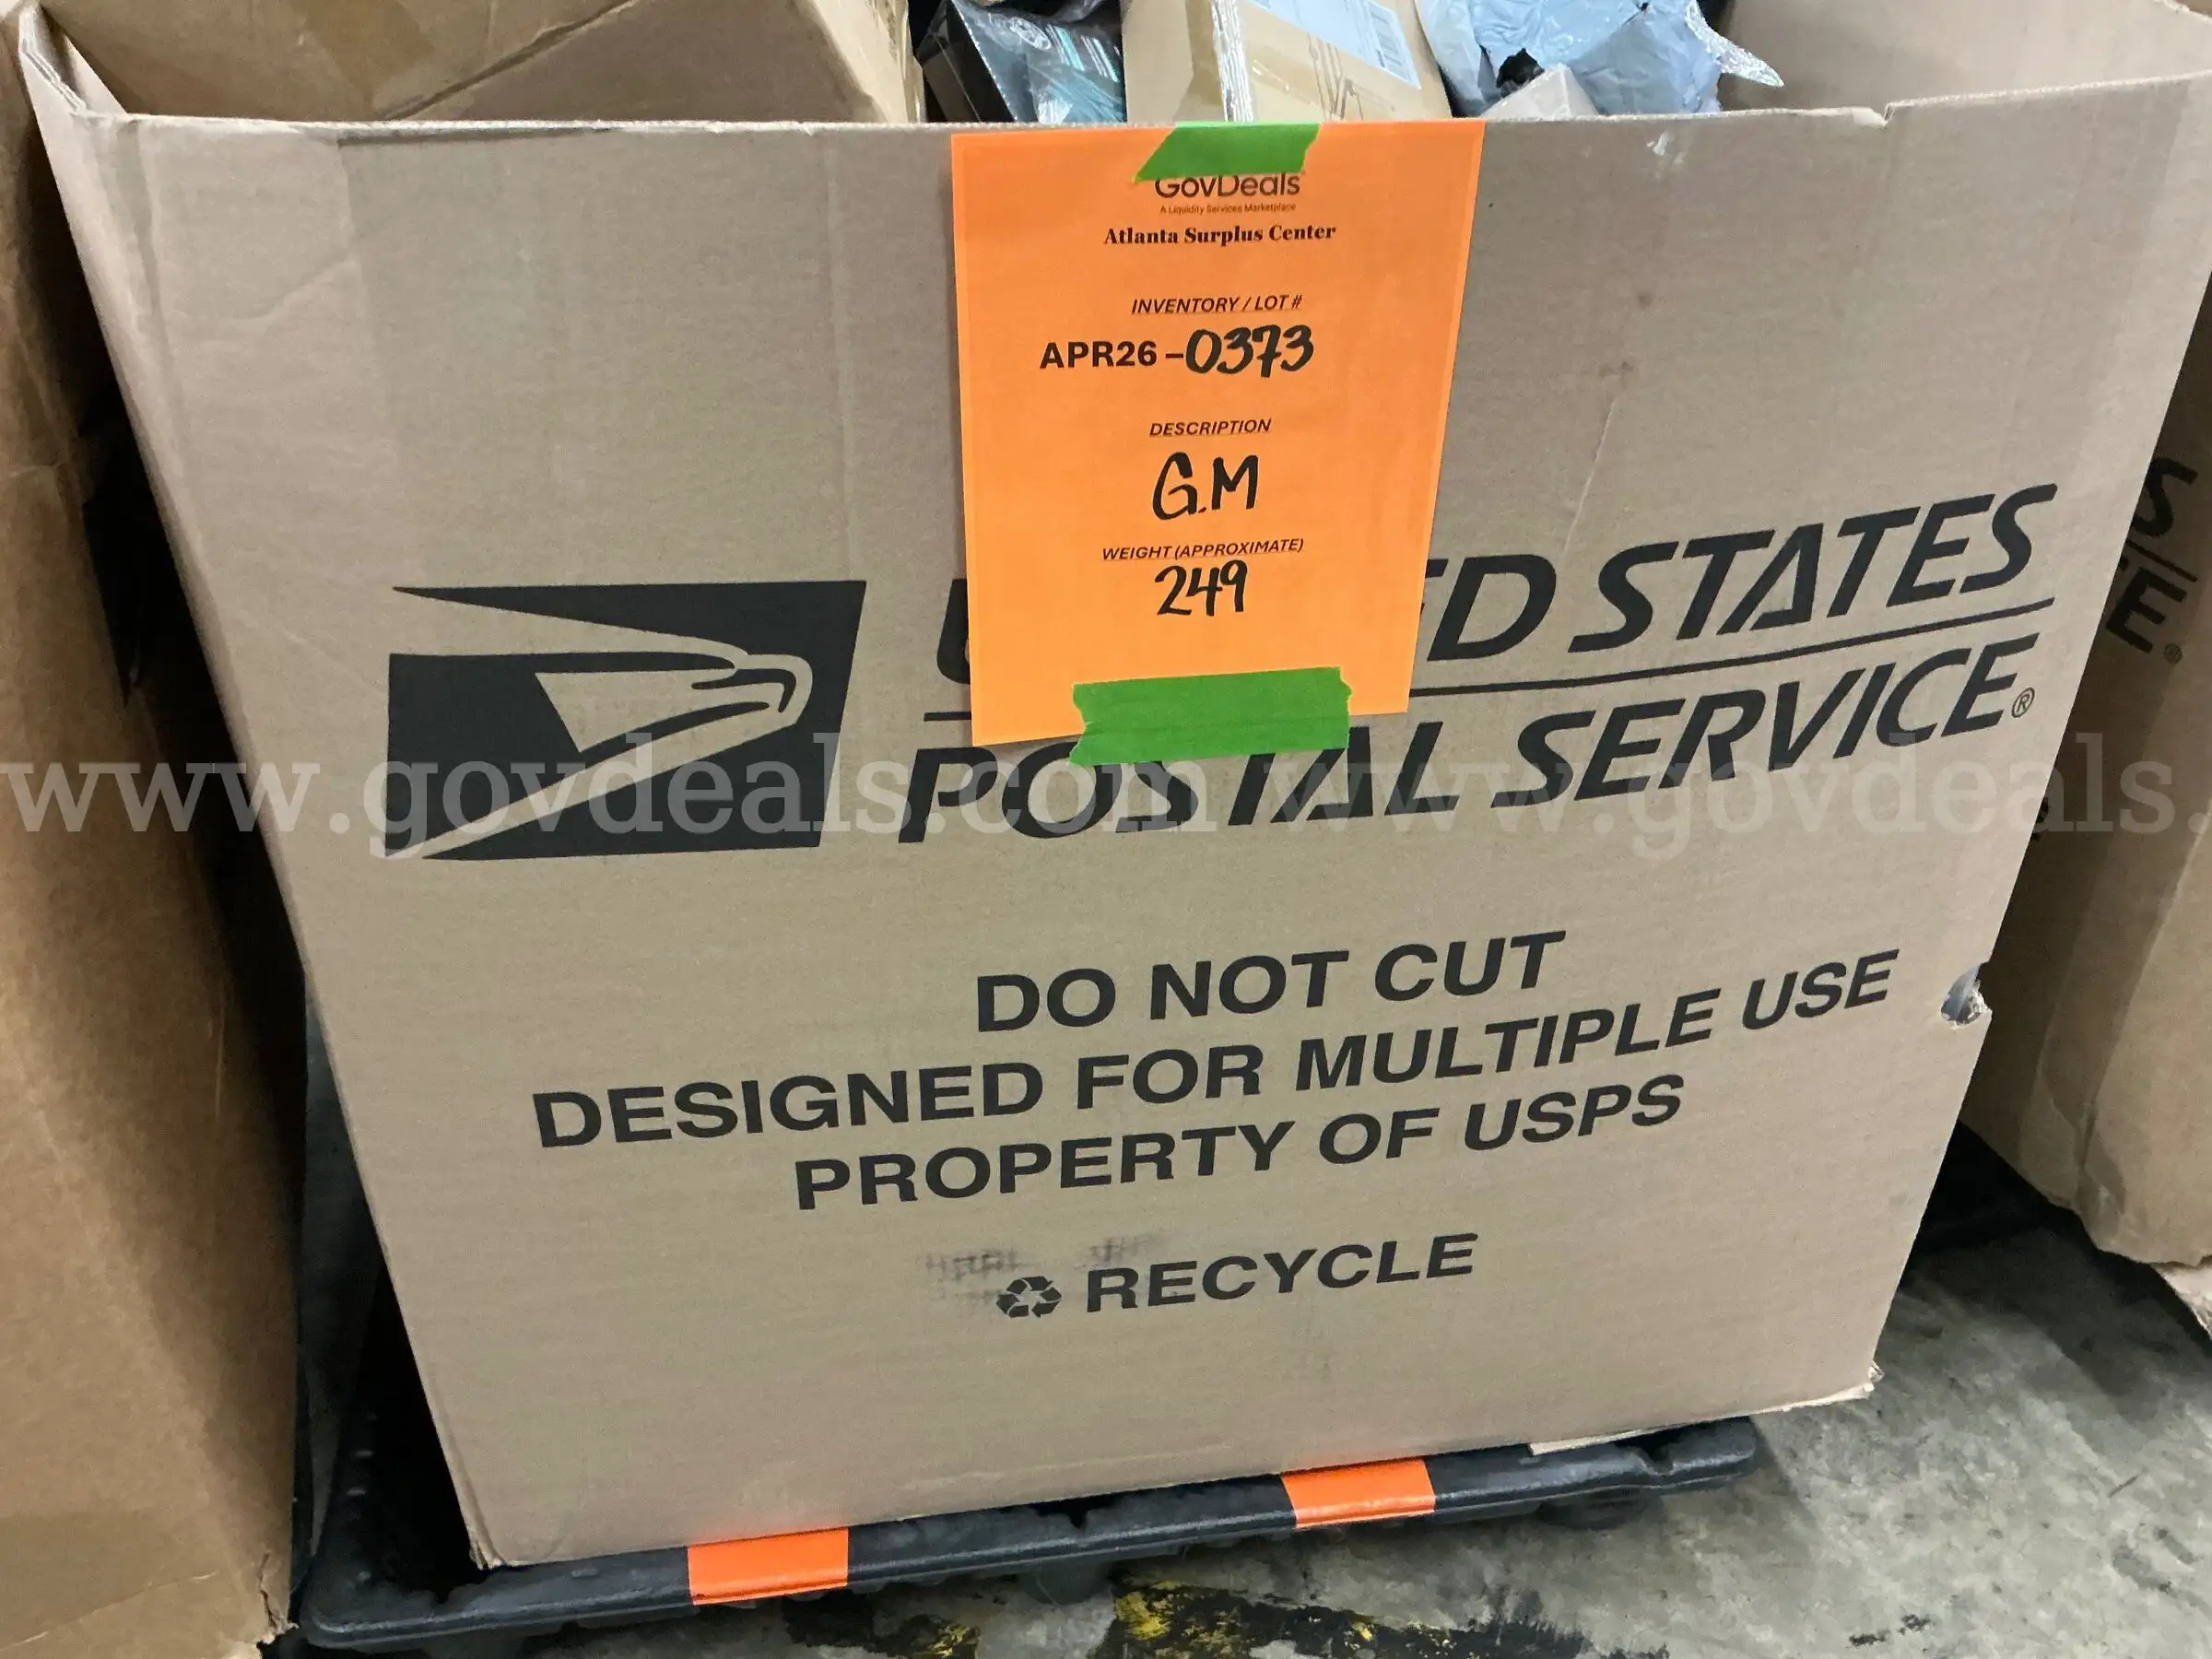 GovDeals
A Liquidity Services Marketplace
Atlanta Surplus Center
INVENTORY / LOT #
APR26-0373
DESCRIPTION
G.M
WEIGHT (APPROXIMATE)
249
U ED STATES
POSTAL SERVICE®
www.govdeals.com www.govdeals.
DO NOT CUT
DESIGNED FOR MULTIPLE USE
PROPERTY OF USPS
RECYCLE
S
E®